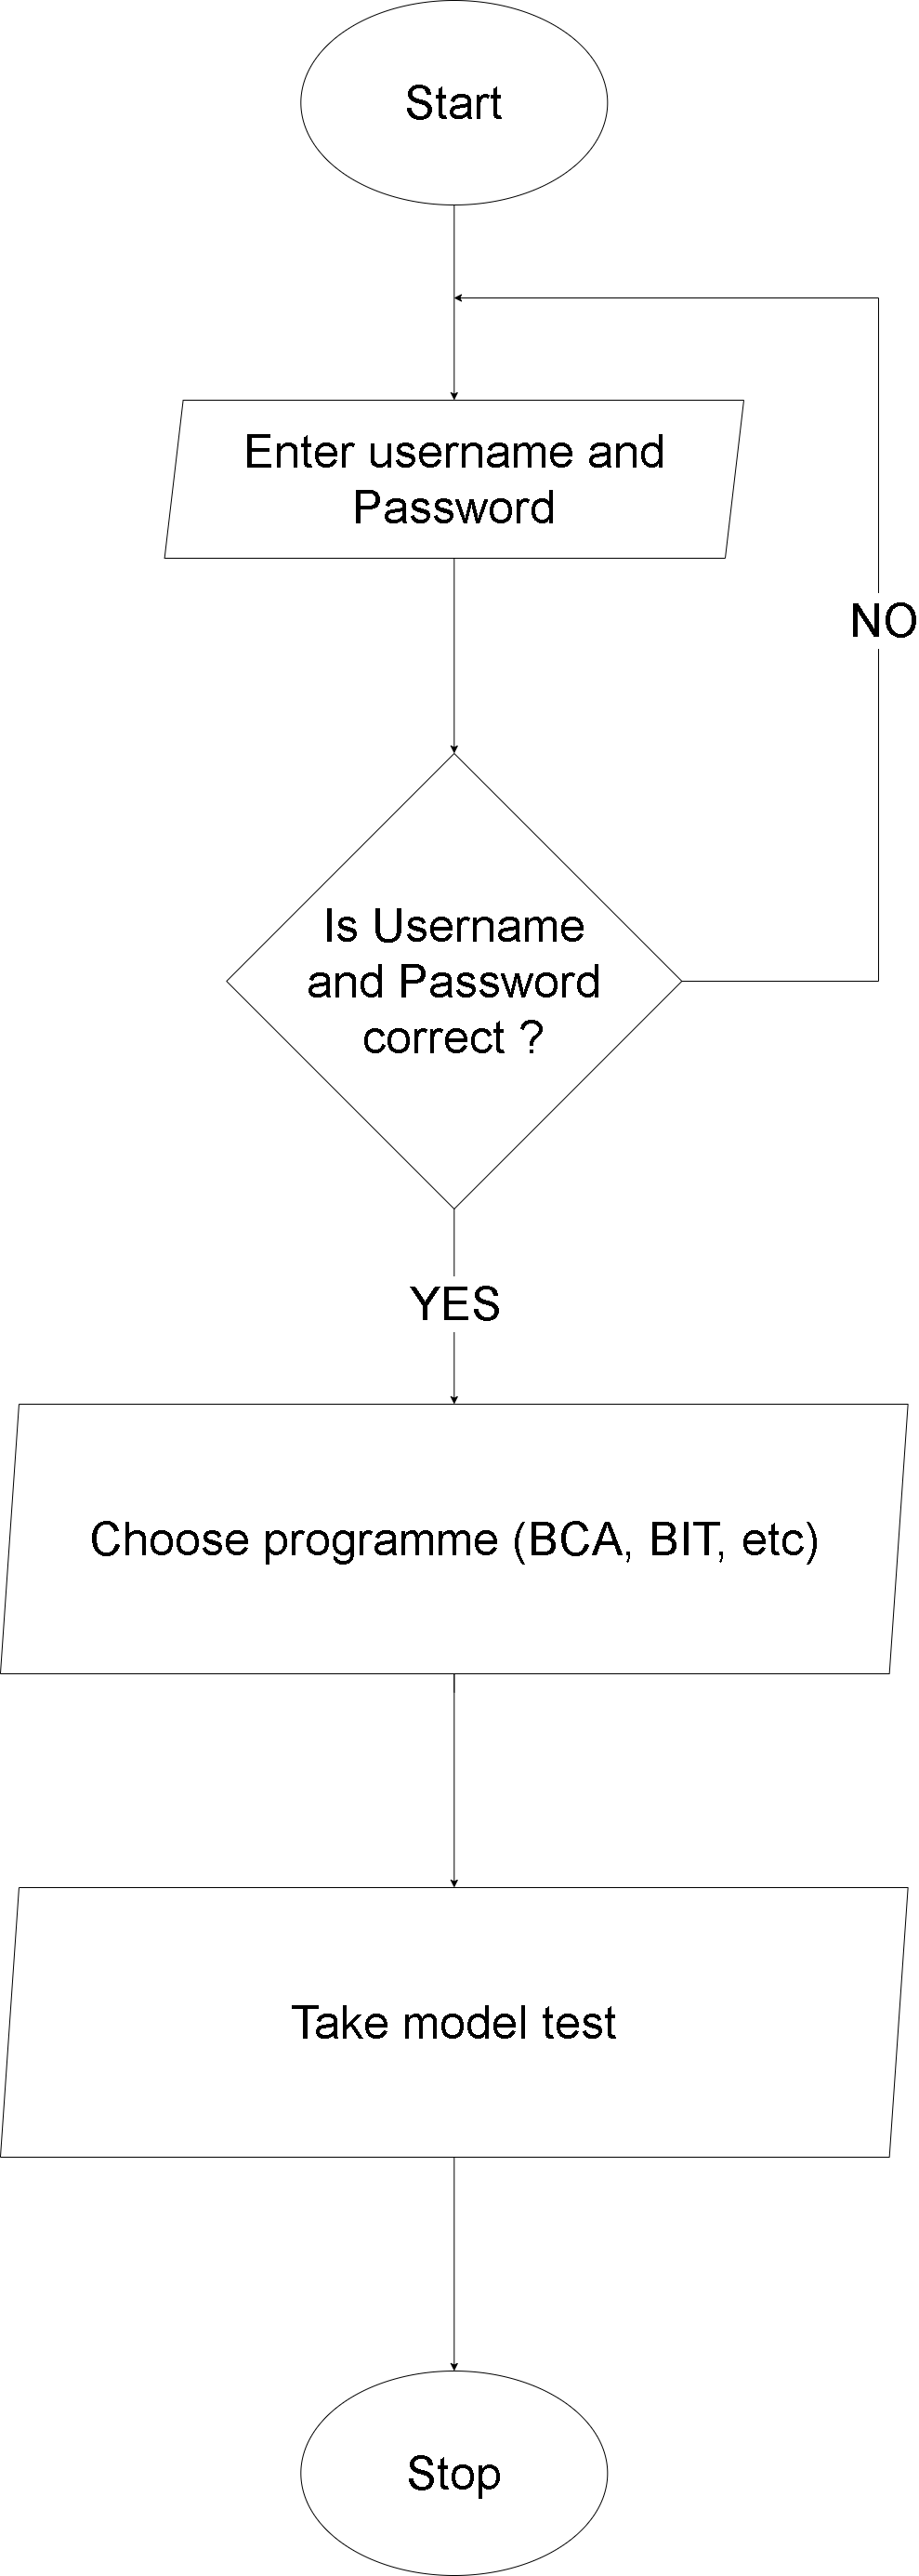 Start
Enter username and
Password
NO
Is Username
and Password
correct ?
YES
Choose programme (BCA, BIT, etc)
Take model test
Stop